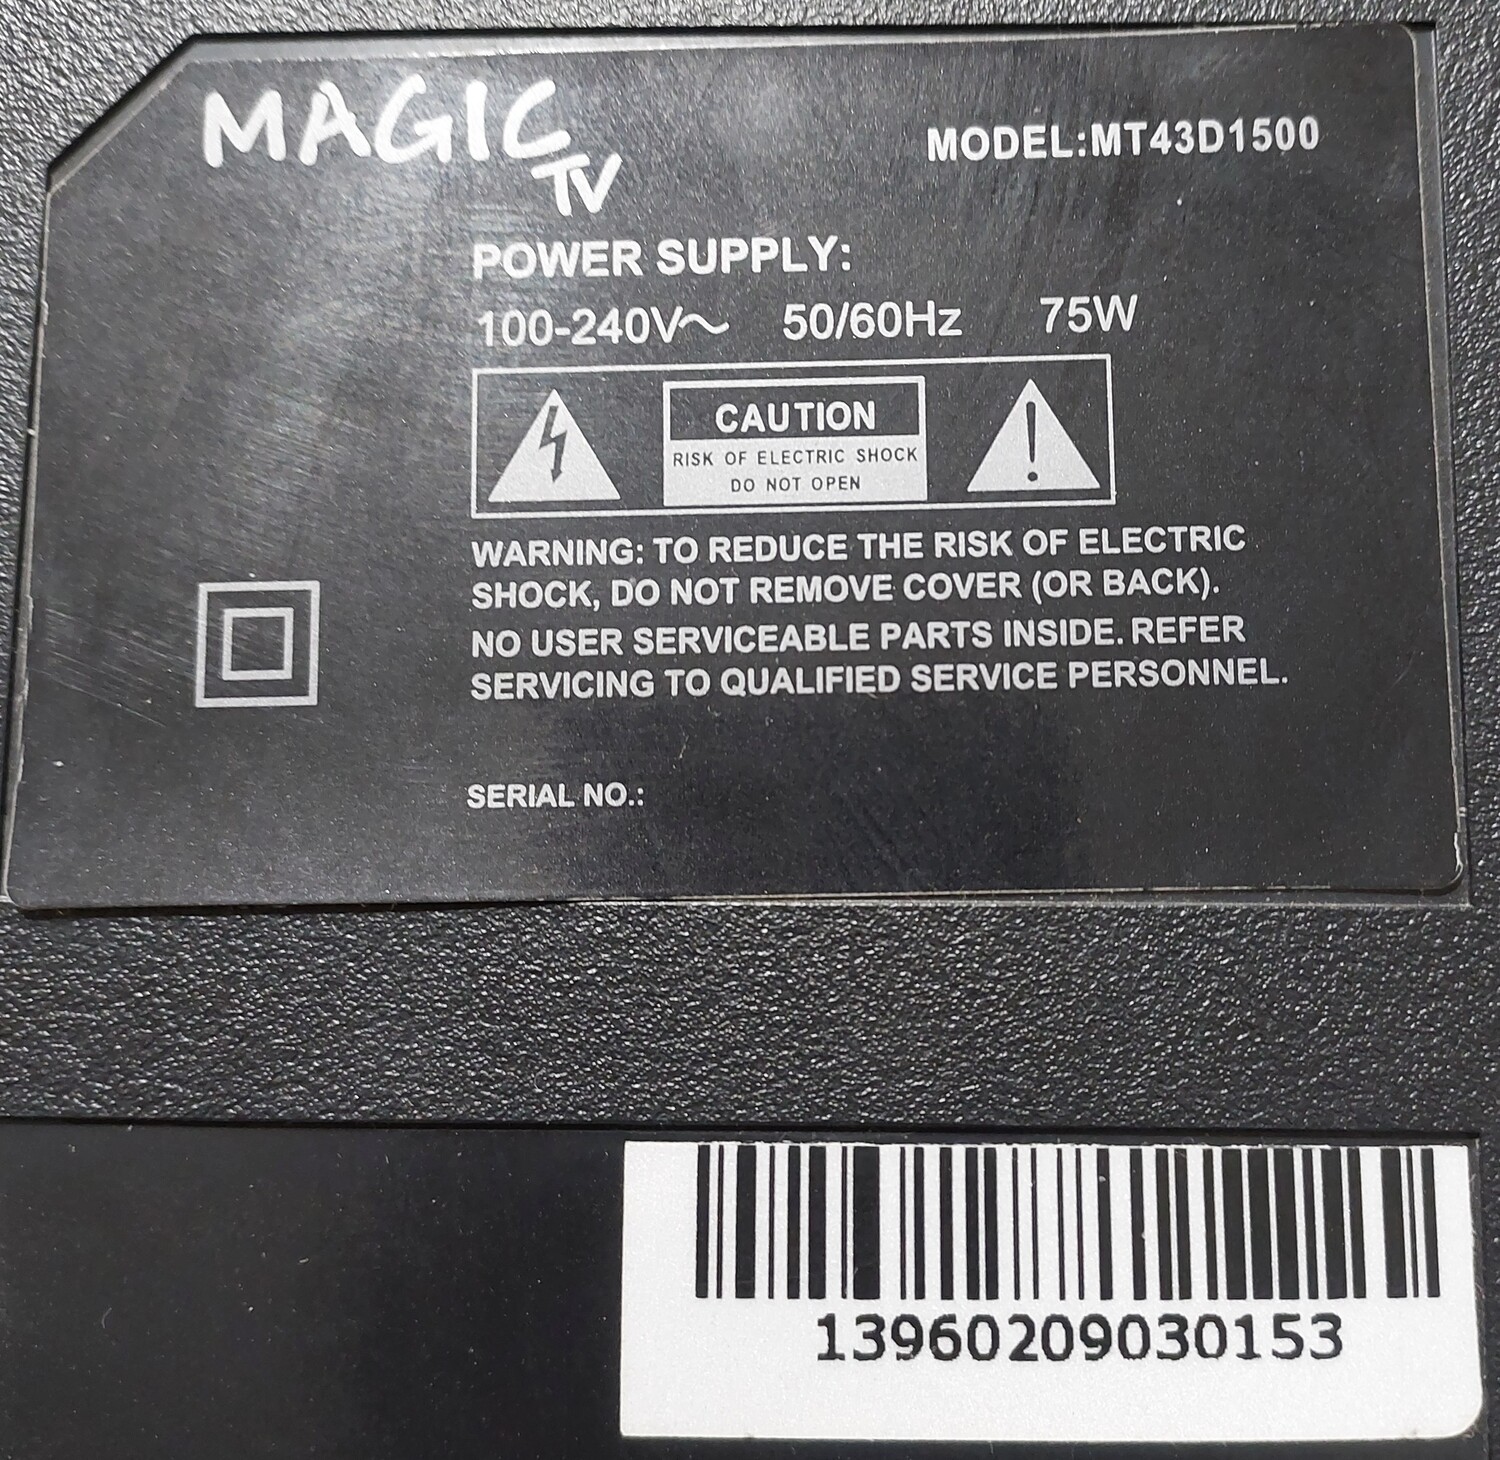 MAGIC
TV
MODEL:MT43D1500
POWER SUPPLY:
100-240V～ 50/60Hz 75W
CAUTION
RISK OF ELECTRIC SHOCK
DO NOT OPEN
WARNING: TO REDUCE THE RISK OF ELECTRIC
SHOCK, DO NOT REMOVE COVER (OR BACK).
NO USER SERVICEABLE PARTS INSIDE. REFER
SERVICING TO QUALIFIED SERVICE PERSONNEL.
SERIAL NO.:
13960209030153